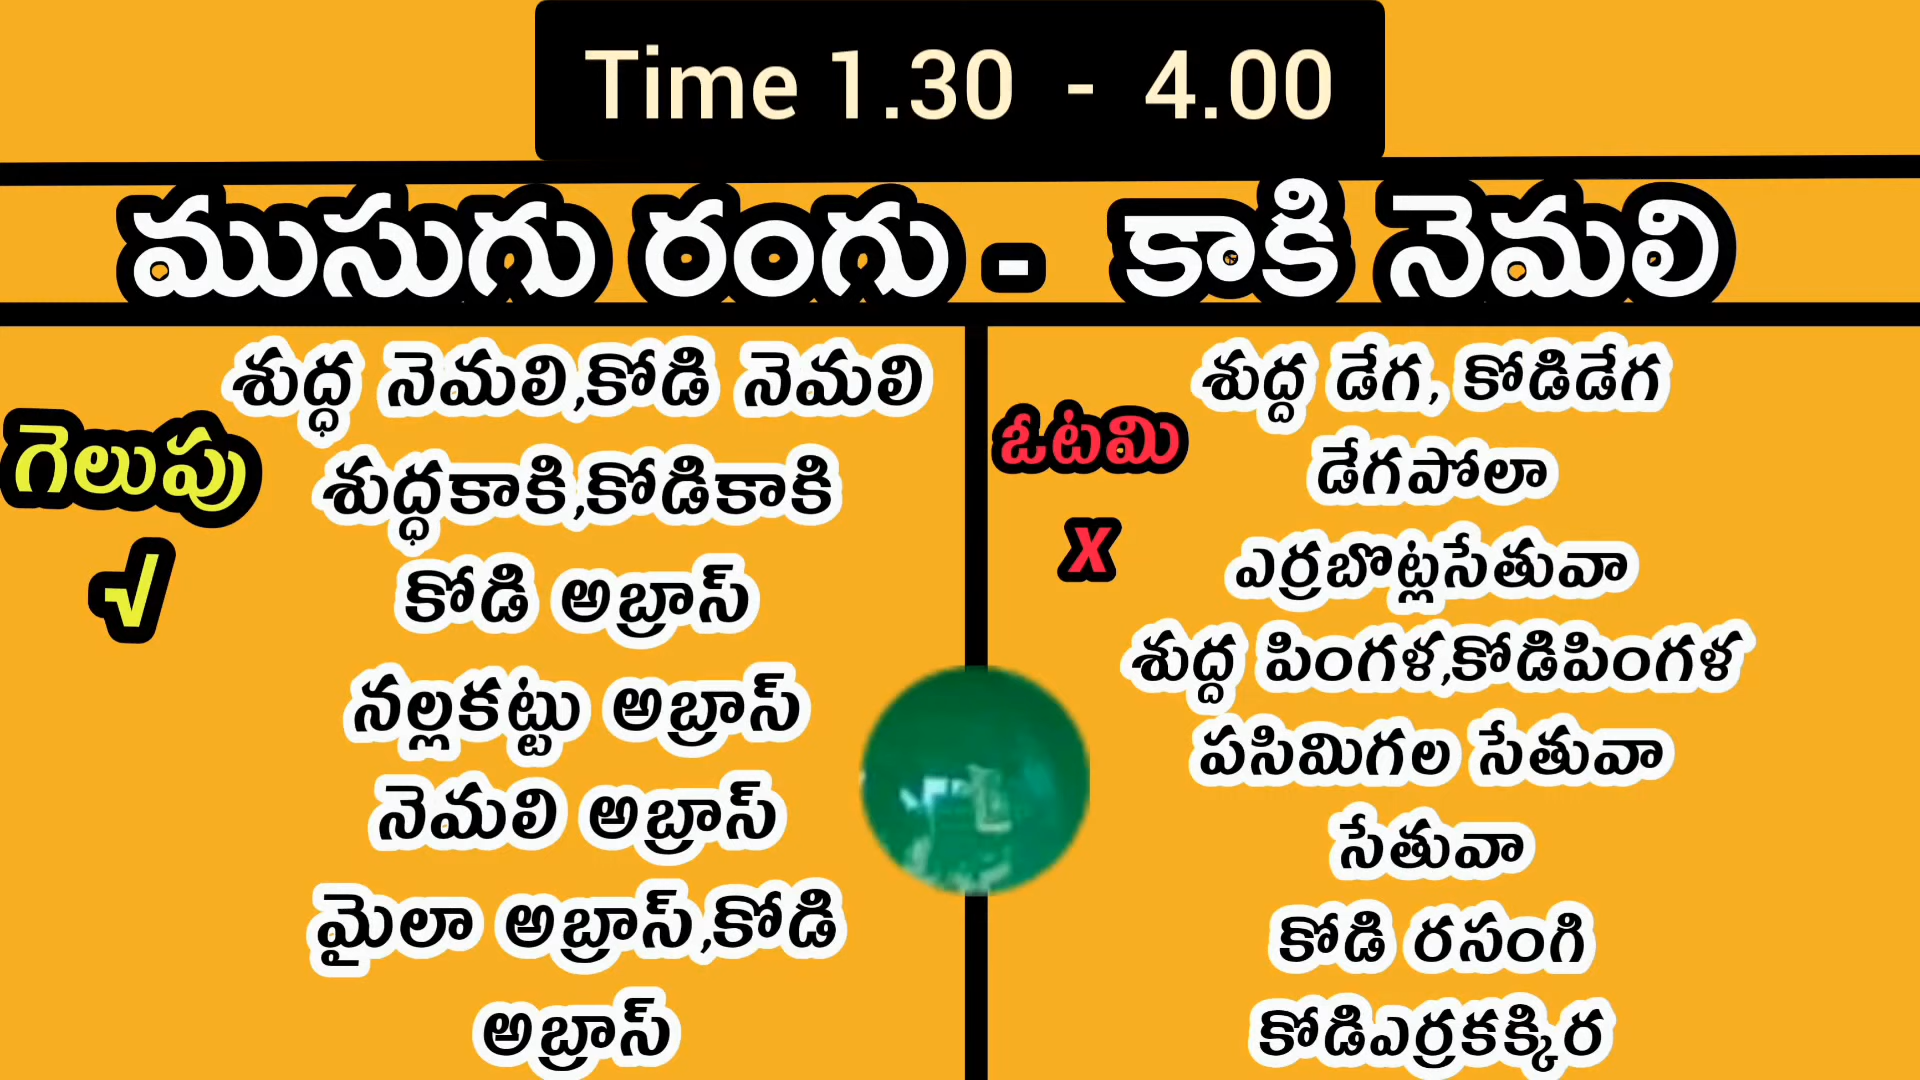 Time 1.30 - 4.00
ముసుగు రంగు - కాకి నెమలి
గెలుపు
√
శుద్ధ నెమలి,కోడి నెమలి
శుద్ధకాకి,కోడికాకి
కోడి అబ్రాస్
నల్లకట్టు అబ్రాస్
నెమలి అబ్రాస్
మైలా అబ్రాస్,కోడి
అబ్రాస్
ఓటమి
x
శుద్ద డేగ, కోడిడేగ
డేగపోలా
ఎర్రబొట్లసేతువా
శుద్ద పింగళ,కోడిపింగళ
పసిమిగల సేతువా
సేతువా
కోడి రసంగి
కోడిఎర్రకక్కిర